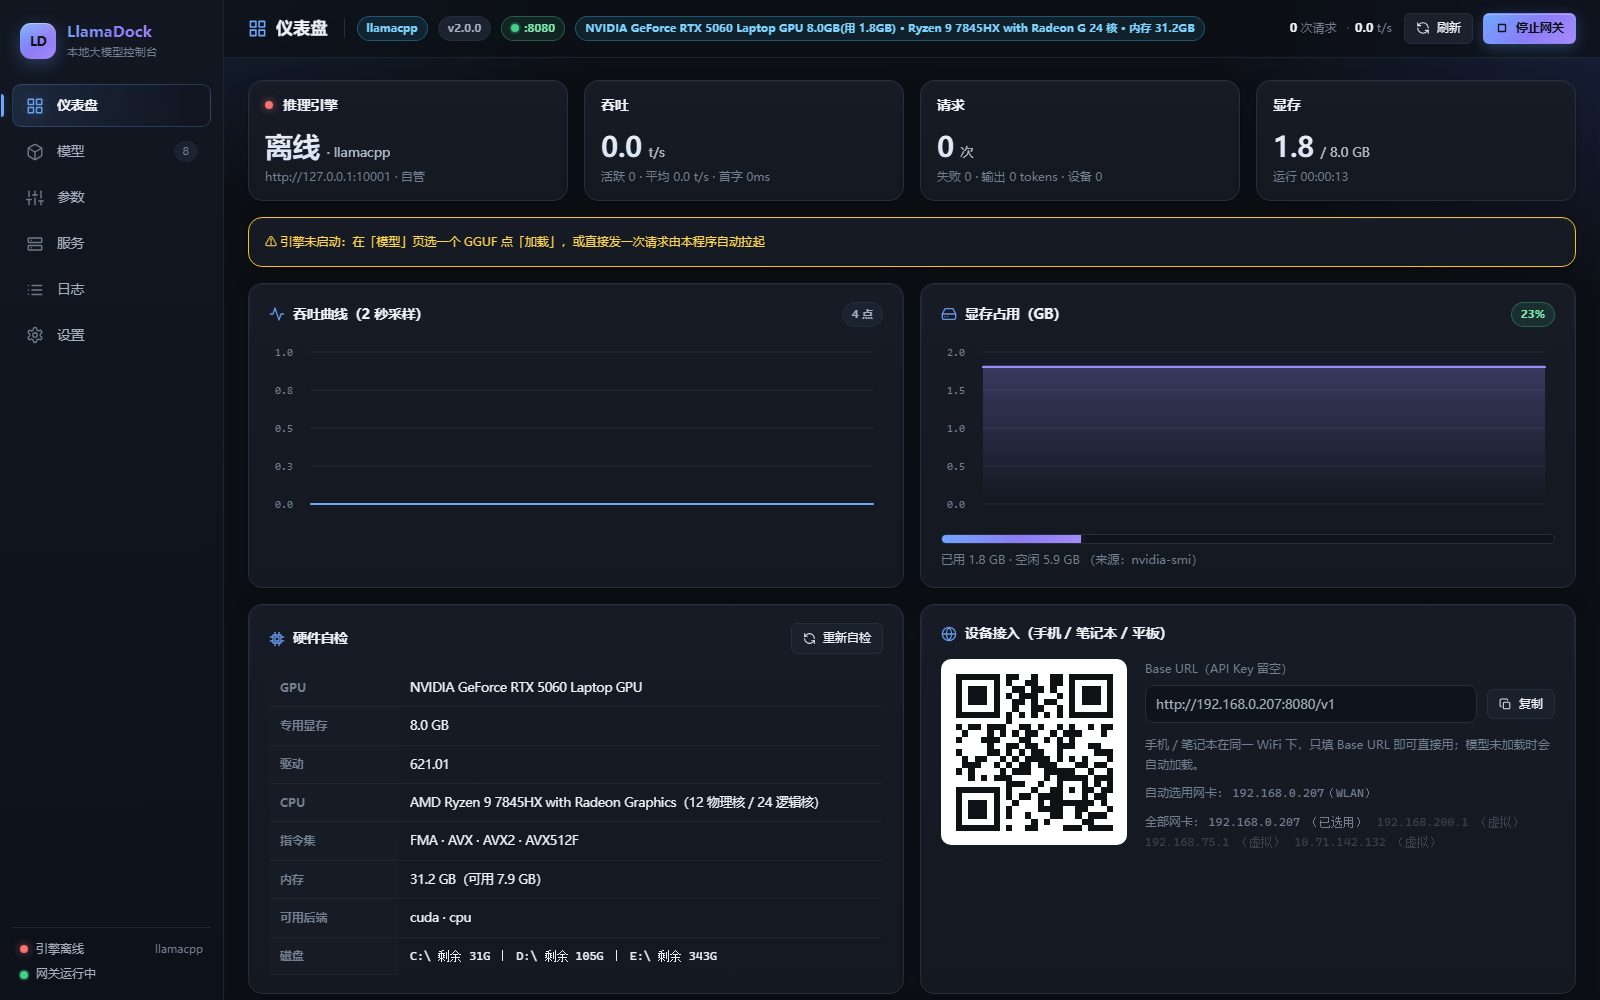 LD
LlamaDock
本地大模型控制台
仪表盘
模型 8
参数
服务
日志
设置
引擎离线 llamacpp
网关运行中
仪表盘 llamacpp v2.0.0 :8080 NVIDIA GeForce RTX 5060 Laptop GPU 8.0GB(用 1.8GB) • Ryzen 9 7845HX with Radeon G 24 核 • 内存 31.2GB 0 次请求 · 0.0 t/s 刷新 停止网关
推理引擎
离线 · llamacpp
http://127.0.0.1:10001 · 自管
吞吐
0.0 t/s
活跃 0 · 平均 0.0 t/s · 首字 0ms
请求
0 次
失败 0 · 输出 0 tokens · 设备 0
显存
1.8 / 8.0 GB
运行 00:00:13
⚠ 引擎未启动：在「模型」页选一个 GGUF 点「加载」，或直接发一次请求由本程序自动拉起
吞吐曲线（2 秒采样） 4 点
1.0
0.8
0.5
0.3
0.0
显存占用（GB） 23%
2.0
1.5
1.0
0.5
0.0
已用 1.8 GB · 空闲 5.9 GB （来源：nvidia-smi）
硬件自检 重新自检
GPU NVIDIA GeForce RTX 5060 Laptop GPU
专用显存 8.0 GB
驱动 621.01
CPU AMD Ryzen 9 7845HX with Radeon Graphics（12 物理核 / 24 逻辑核）
指令集 FMA · AVX · AVX2 · AVX512F
内存 31.2 GB（可用 7.9 GB）
可用后端 cuda · cpu
磁盘 C:\ 剩余 31G | D:\ 剩余 105G | E:\ 剩余 343G
设备接入（手机 / 笔记本 / 平板）
Base URL（API Key 留空）
http://192.168.0.207:8080/v1 复制
手机 / 笔记本在同一 WiFi 下，只填 Base URL 即可直接用；模型未加载时会
自动加载。
自动选用网卡：192.168.0.207（WLAN）
全部网卡：192.168.0.207 （已选用） 192.168.200.1 （虚拟）
192.168.75.1 （虚拟） 10.71.142.132 （虚拟）